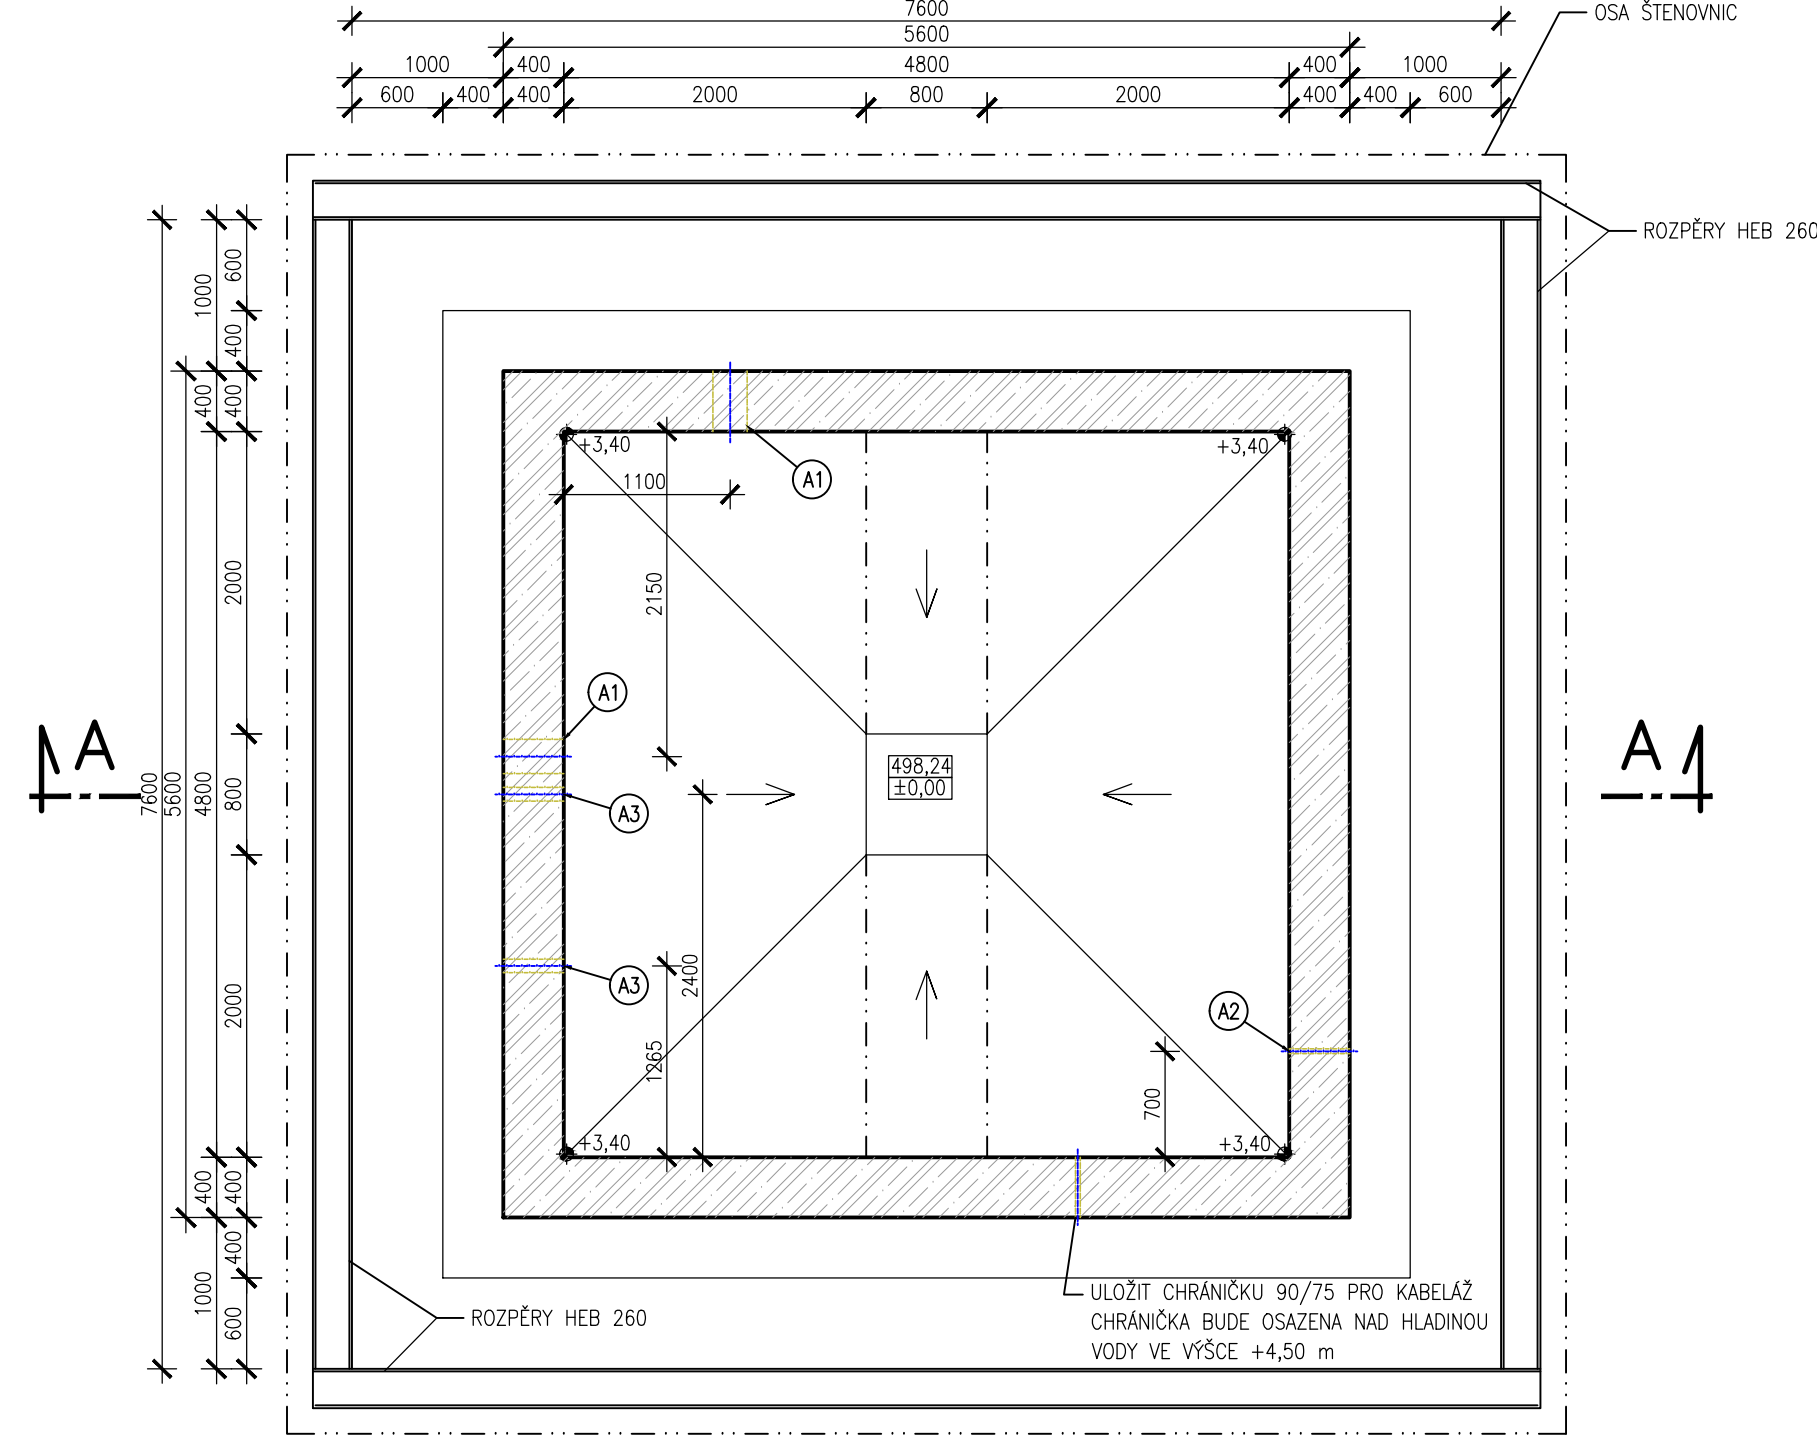 7600
OSA ŠTENOVNIC
5600
1000 400 4800 400 1000
600 400 400 2000 800 2000 400 400 600
ROZPĚRY HEB 260
600
1000
400
400
400
+3,40
+3,40
A1
1100
2000
2150
A1
A
A
498,24
±0,00
7600
5600
4800
800
A3
2400
A3
A2
2000
1265
700
+3,40
+3,40
400
400
400
1000
600
ROZPĚRY HEB 260
ULOŽIT CHRÁNIČKU 90/75 PRO KABELÁŽ
CHRÁNIČKA BUDE OSAZENA NAD HLADINOU
VODY VE VÝŠCE +4,50 m